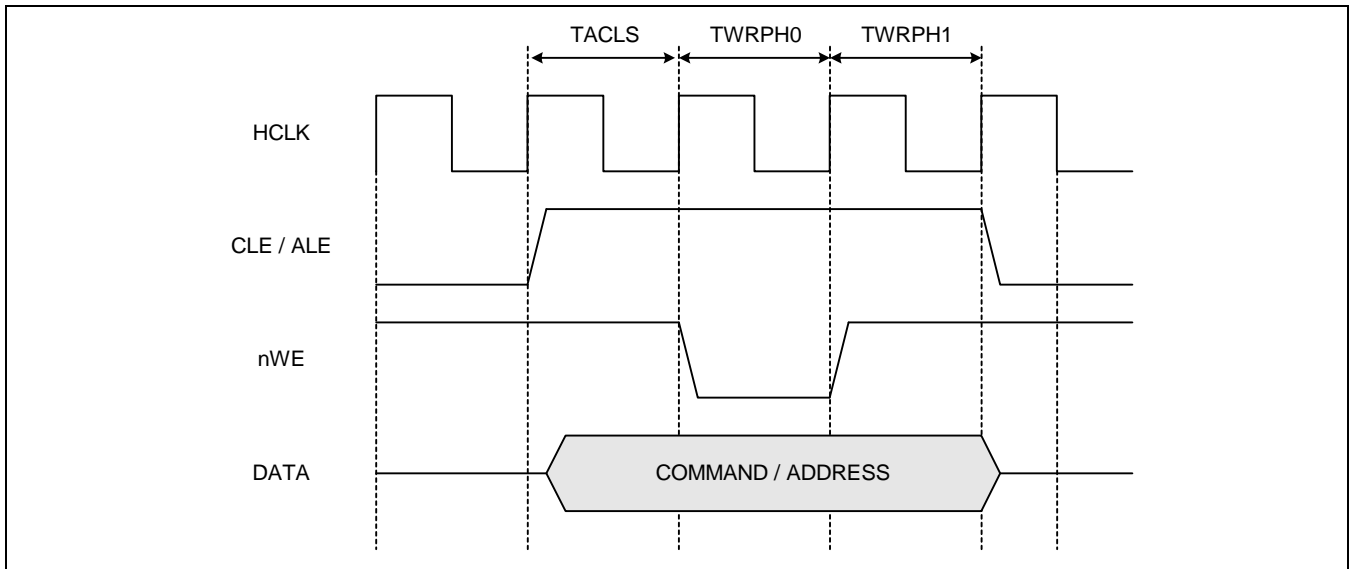 TACLS TWRPH0 TWRPH1
HCLK
CLE / ALE
nWE
DATA COMMAND / ADDRESS